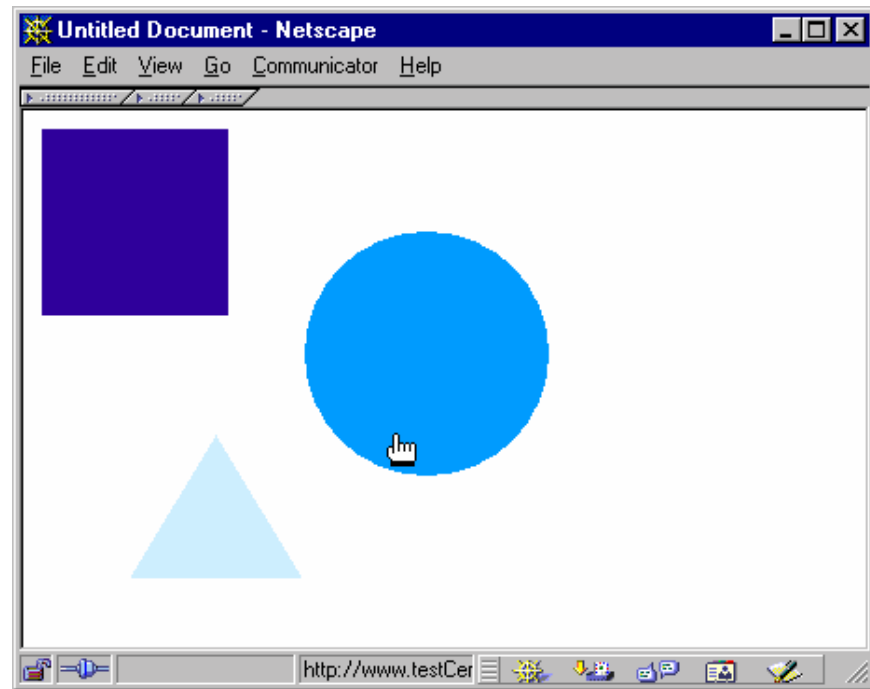 Untitled Document - Netscape
File Edit View Go Communicator Help
http://www.testCer